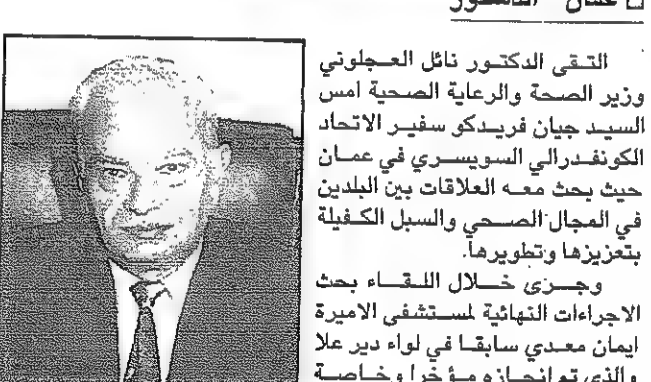 عمان - الدستور
التقى الدكتور نائل العجلوني
وزير الصحة والرعاية الصحية امس
السيد جيان فريدكو سفير الاتحاد
الكونفدرالي السويسري في عمان
حيث بحث معه العلاقات بين البلدين
في المجال الصحي والسبل الكفيلة
بتعزيزها وتطويرها.
وجرى خلال اللقاء بحث
الاجراءات النهائية لمستشفى الاميرة
ايمان معدي سابقا في لواء دير علا
والذي تم انجازه مؤخرا وخاصة